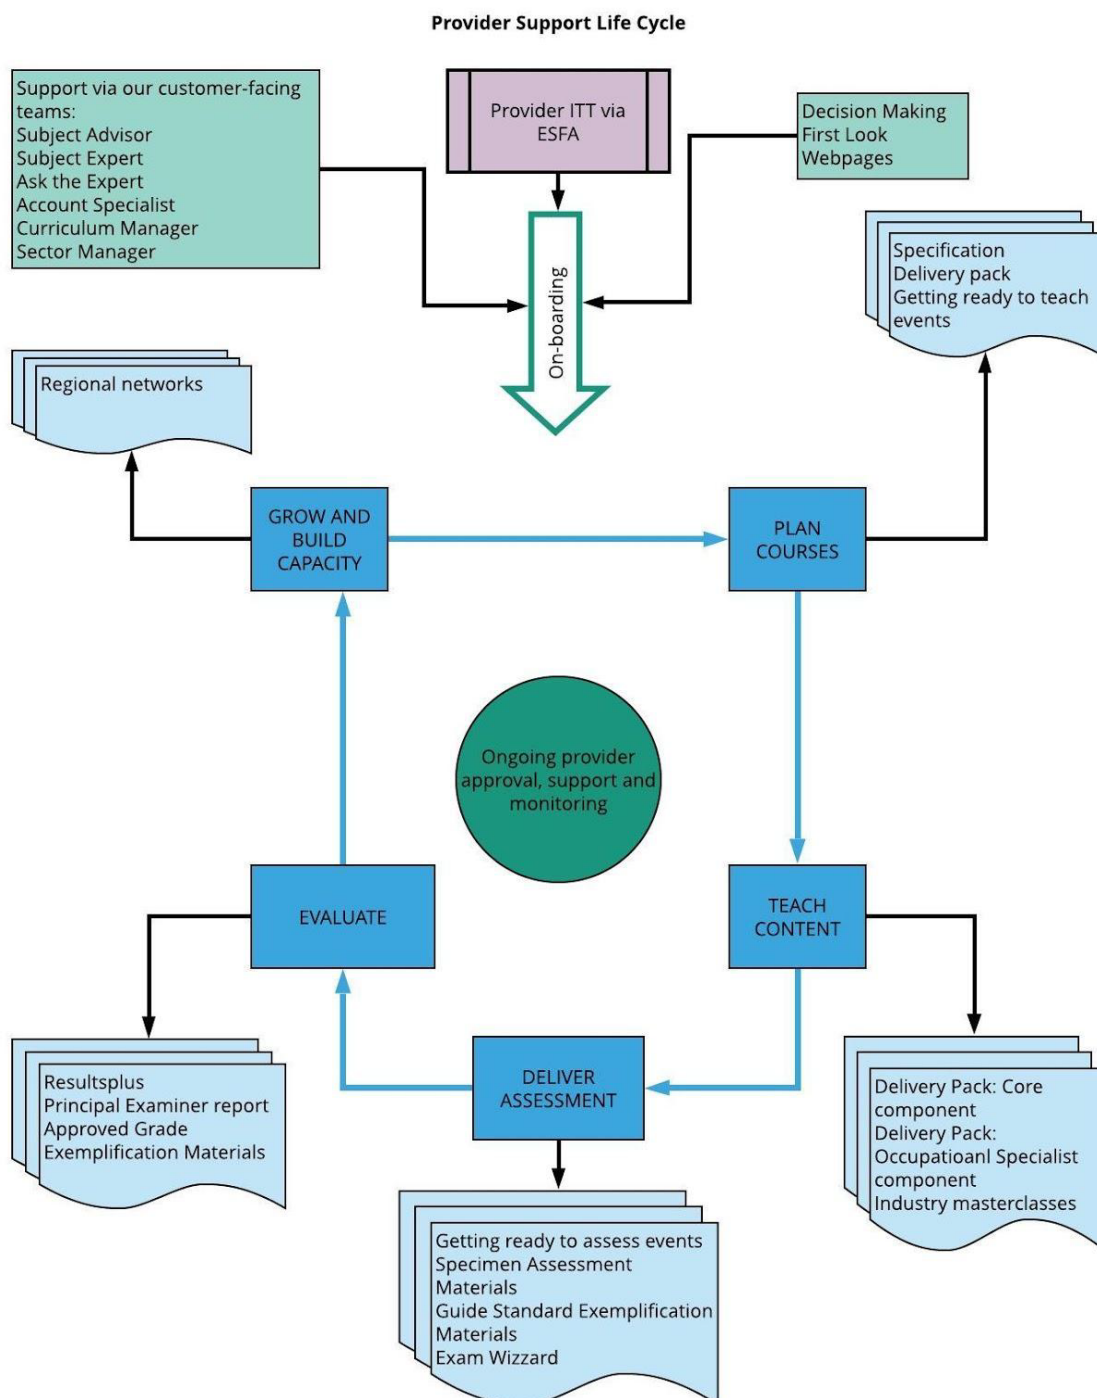 Provider Support Life Cycle
Support via our customer-facing
teams:
Subject Advisor
Subject Expert
Ask the Expert
Account Specialist
Curriculum Manager
Sector Manager
Provider ITT via
ESFA
Decision Making
First Look
Webpages
On-boarding
Specification
Delivery pack
Getting ready to teach
events
Regional networks
GROW AND
BUILD
CAPACITY
PLAN
COURSES
Ongoing provider
approval, support and
monitoring
EVALUATE
TEACH
CONTENT
DELIVER
ASSESSMENT
Resultsplus
Principal Examiner report
Approved Grade
Exemplification Materials
Delivery Pack: Core
component
Delivery Pack:
Occupatioanl Specialist
component
Industry masterclasses
Getting ready to assess events
Specimen Assessment
Materials
Guide Standard Exemplification
Materials
Exam Wizzard